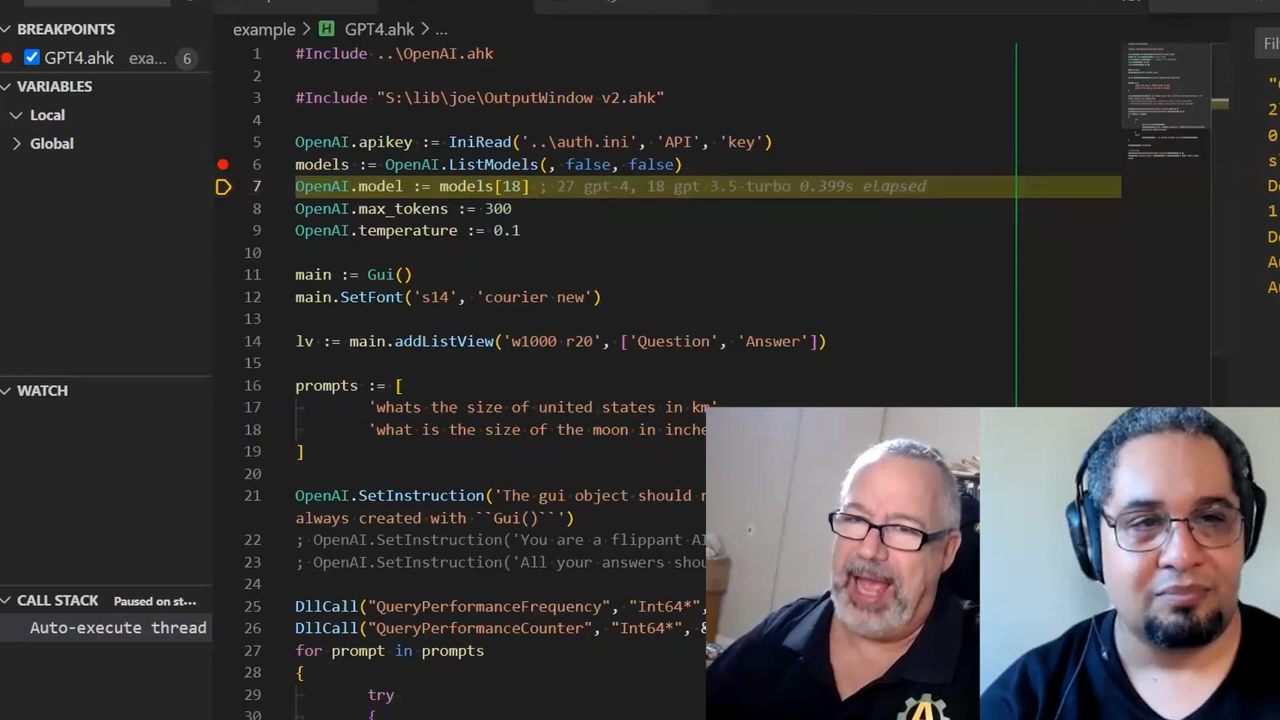 BREAKPOINTS
GPT4.ahk exa... 6
VARIABLES
Local
Global
WATCH
CALL STACK Paused on st...
Auto-execute thread
example > GPT4.ahk > ...
1 #Include ..\OpenAI.ahk
2
3 #Include "S:\lib\joe\OutputWindow v2.ahk"
4
5 OpenAI.apikey := IniRead('..\auth.ini', 'API', 'key')
6 models := OpenAI.ListModels(, false, false)
7 OpenAI.model := models[18] ; 27 gpt-4, 18 gpt 3.5-turbo 0.399s elapsed
8 OpenAI.max_tokens := 300
9 OpenAI.temperature := 0.1
10
11 main := Gui()
12 main.SetFont('s14', 'courier new')
13
14 lv := main.addListView('w1000 r20', ['Question', 'Answer'])
15
16 prompts := [
17 'whats the size of united states in km'
18 'what is the size of the moon in inche
19 ]
20
21 OpenAI.SetInstruction('The gui object should
always created with ``Gui()``')
22 ; OpenAI.SetInstruction('You are a flippant AI
23 ; OpenAI.SetInstruction('All your answers shou
24
25 DllCall("QueryPerformanceFrequency", "Int64*",
26 DllCall("QueryPerformanceCounter", "Int64*", &
27 for prompt in prompts
28 {
29 try
30 {
Fil